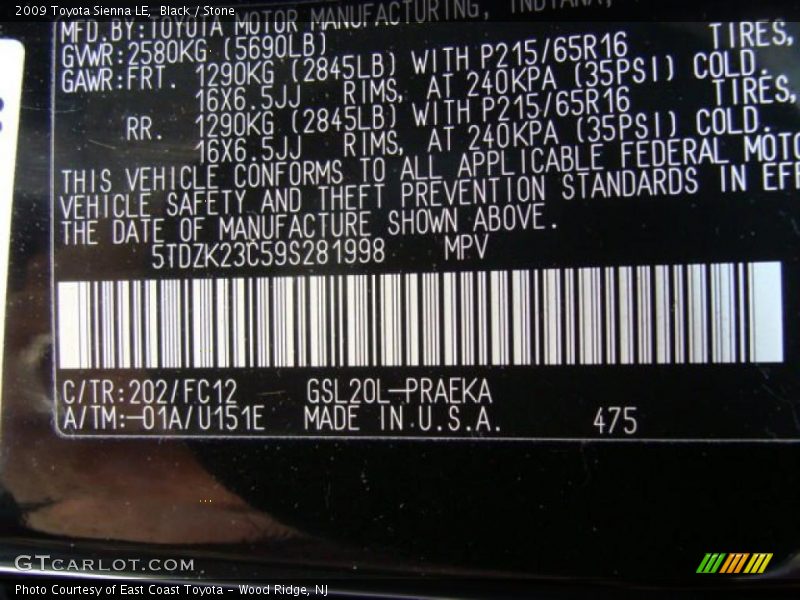 2009 Toyota Sienna LE, Black / Stone
MFD.BY:TOYOTA MOTOR MANUFACTURING, INDIANA,
GVWR:2580KG (5690LB)
GAWR:FRT. 1290KG (2845LB) WITH P215/65R16 TIRES,
16X6.5JJ RIMS, AT 240KPA (35PSI) COLD.
RR. 1290KG (2845LB) WITH P215/65R16 TIRES,
16X6.5JJ RIMS, AT 240KPA (35PSI) COLD.
THIS VEHICLE CONFORMS TO ALL APPLICABLE FEDERAL MOTO
VEHICLE SAFETY AND THEFT PREVENTION STANDARDS IN EFF
THE DATE OF MANUFACTURE SHOWN ABOVE.
5TDZK23C59S281998 MPV
C/TR:202/FC12 GSL20L-PRAEKA
A/TM:-01A/U151E MADE IN U.S.A. 475
GTCARLOT.COM
Photo Courtesy of East Coast Toyota - Wood Ridge, NJ